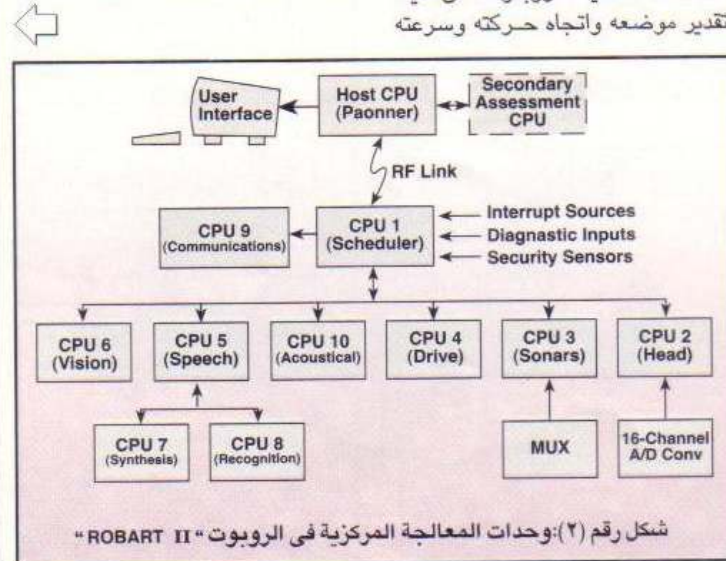 تقدير موضعه واتجاه حركته وسرعته
User
Interface
Host CPU
(Paonner)
Secondary
Assessment
CPU
RF Link
CPU 9
(Communications)
CPU 1
(Scheduler)
Interrupt Sources
Diagnostic Inputs
Security Sensors
CPU 6
(Vision)
CPU 5
(Speech)
CPU 10
(Acoustical)
CPU 4
(Drive)
CPU 3
(Sonars)
CPU 2
(Head)
CPU 7
(Synthesis)
CPU 8
(Recognition)
MUX
16-Channel
A/D Conv
شكل رقم (٢):وحدات المعالجة المركزية فى الروبوت "ROBART II"